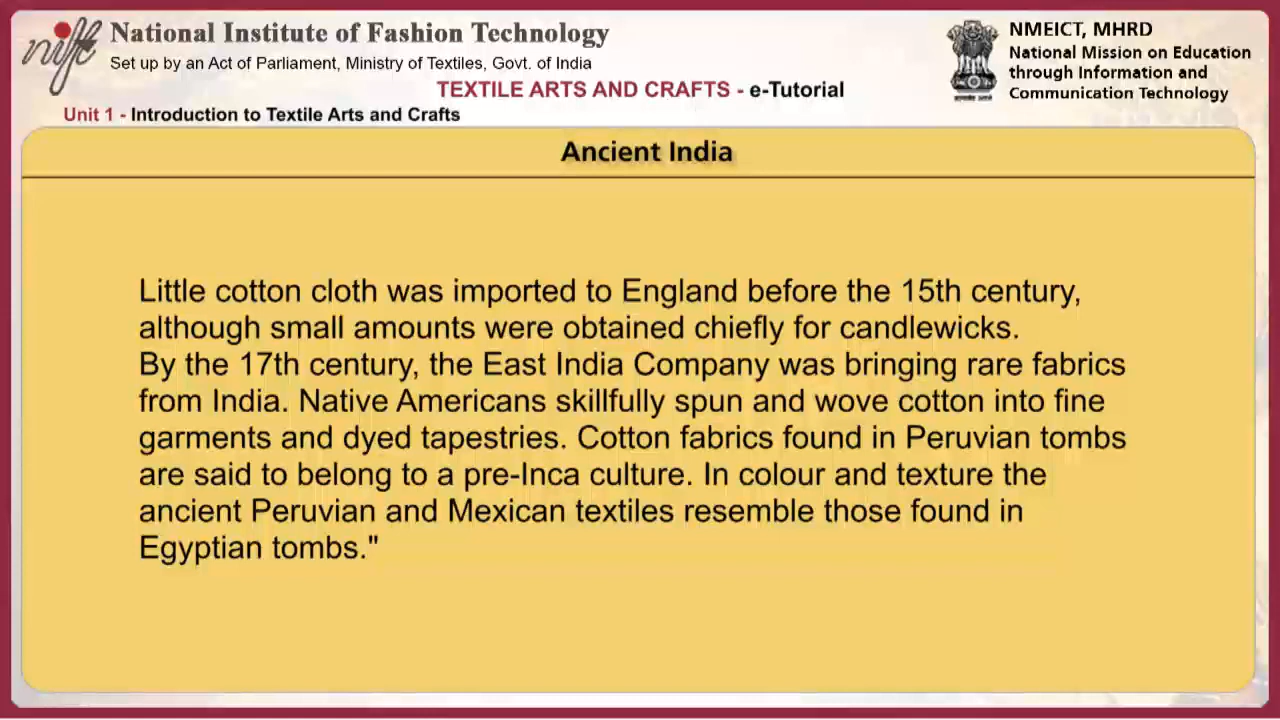 nift
National Institute of Fashion Technology
Set up by an Act of Parliament, Ministry of Textiles, Govt. of India
NMEICT, MHRD
National Mission on Education
through Information and
Communication Technology
TEXTILE ARTS AND CRAFTS - e-Tutorial
Unit 1 - Introduction to Textile Arts and Crafts
Ancient India
Little cotton cloth was imported to England before the 15th century,
although small amounts were obtained chiefly for candlewicks.
By the 17th century, the East India Company was bringing rare fabrics
from India. Native Americans skillfully spun and wove cotton into fine
garments and dyed tapestries. Cotton fabrics found in Peruvian tombs
are said to belong to a pre-Inca culture. In colour and texture the
ancient Peruvian and Mexican textiles resemble those found in
Egyptian tombs."